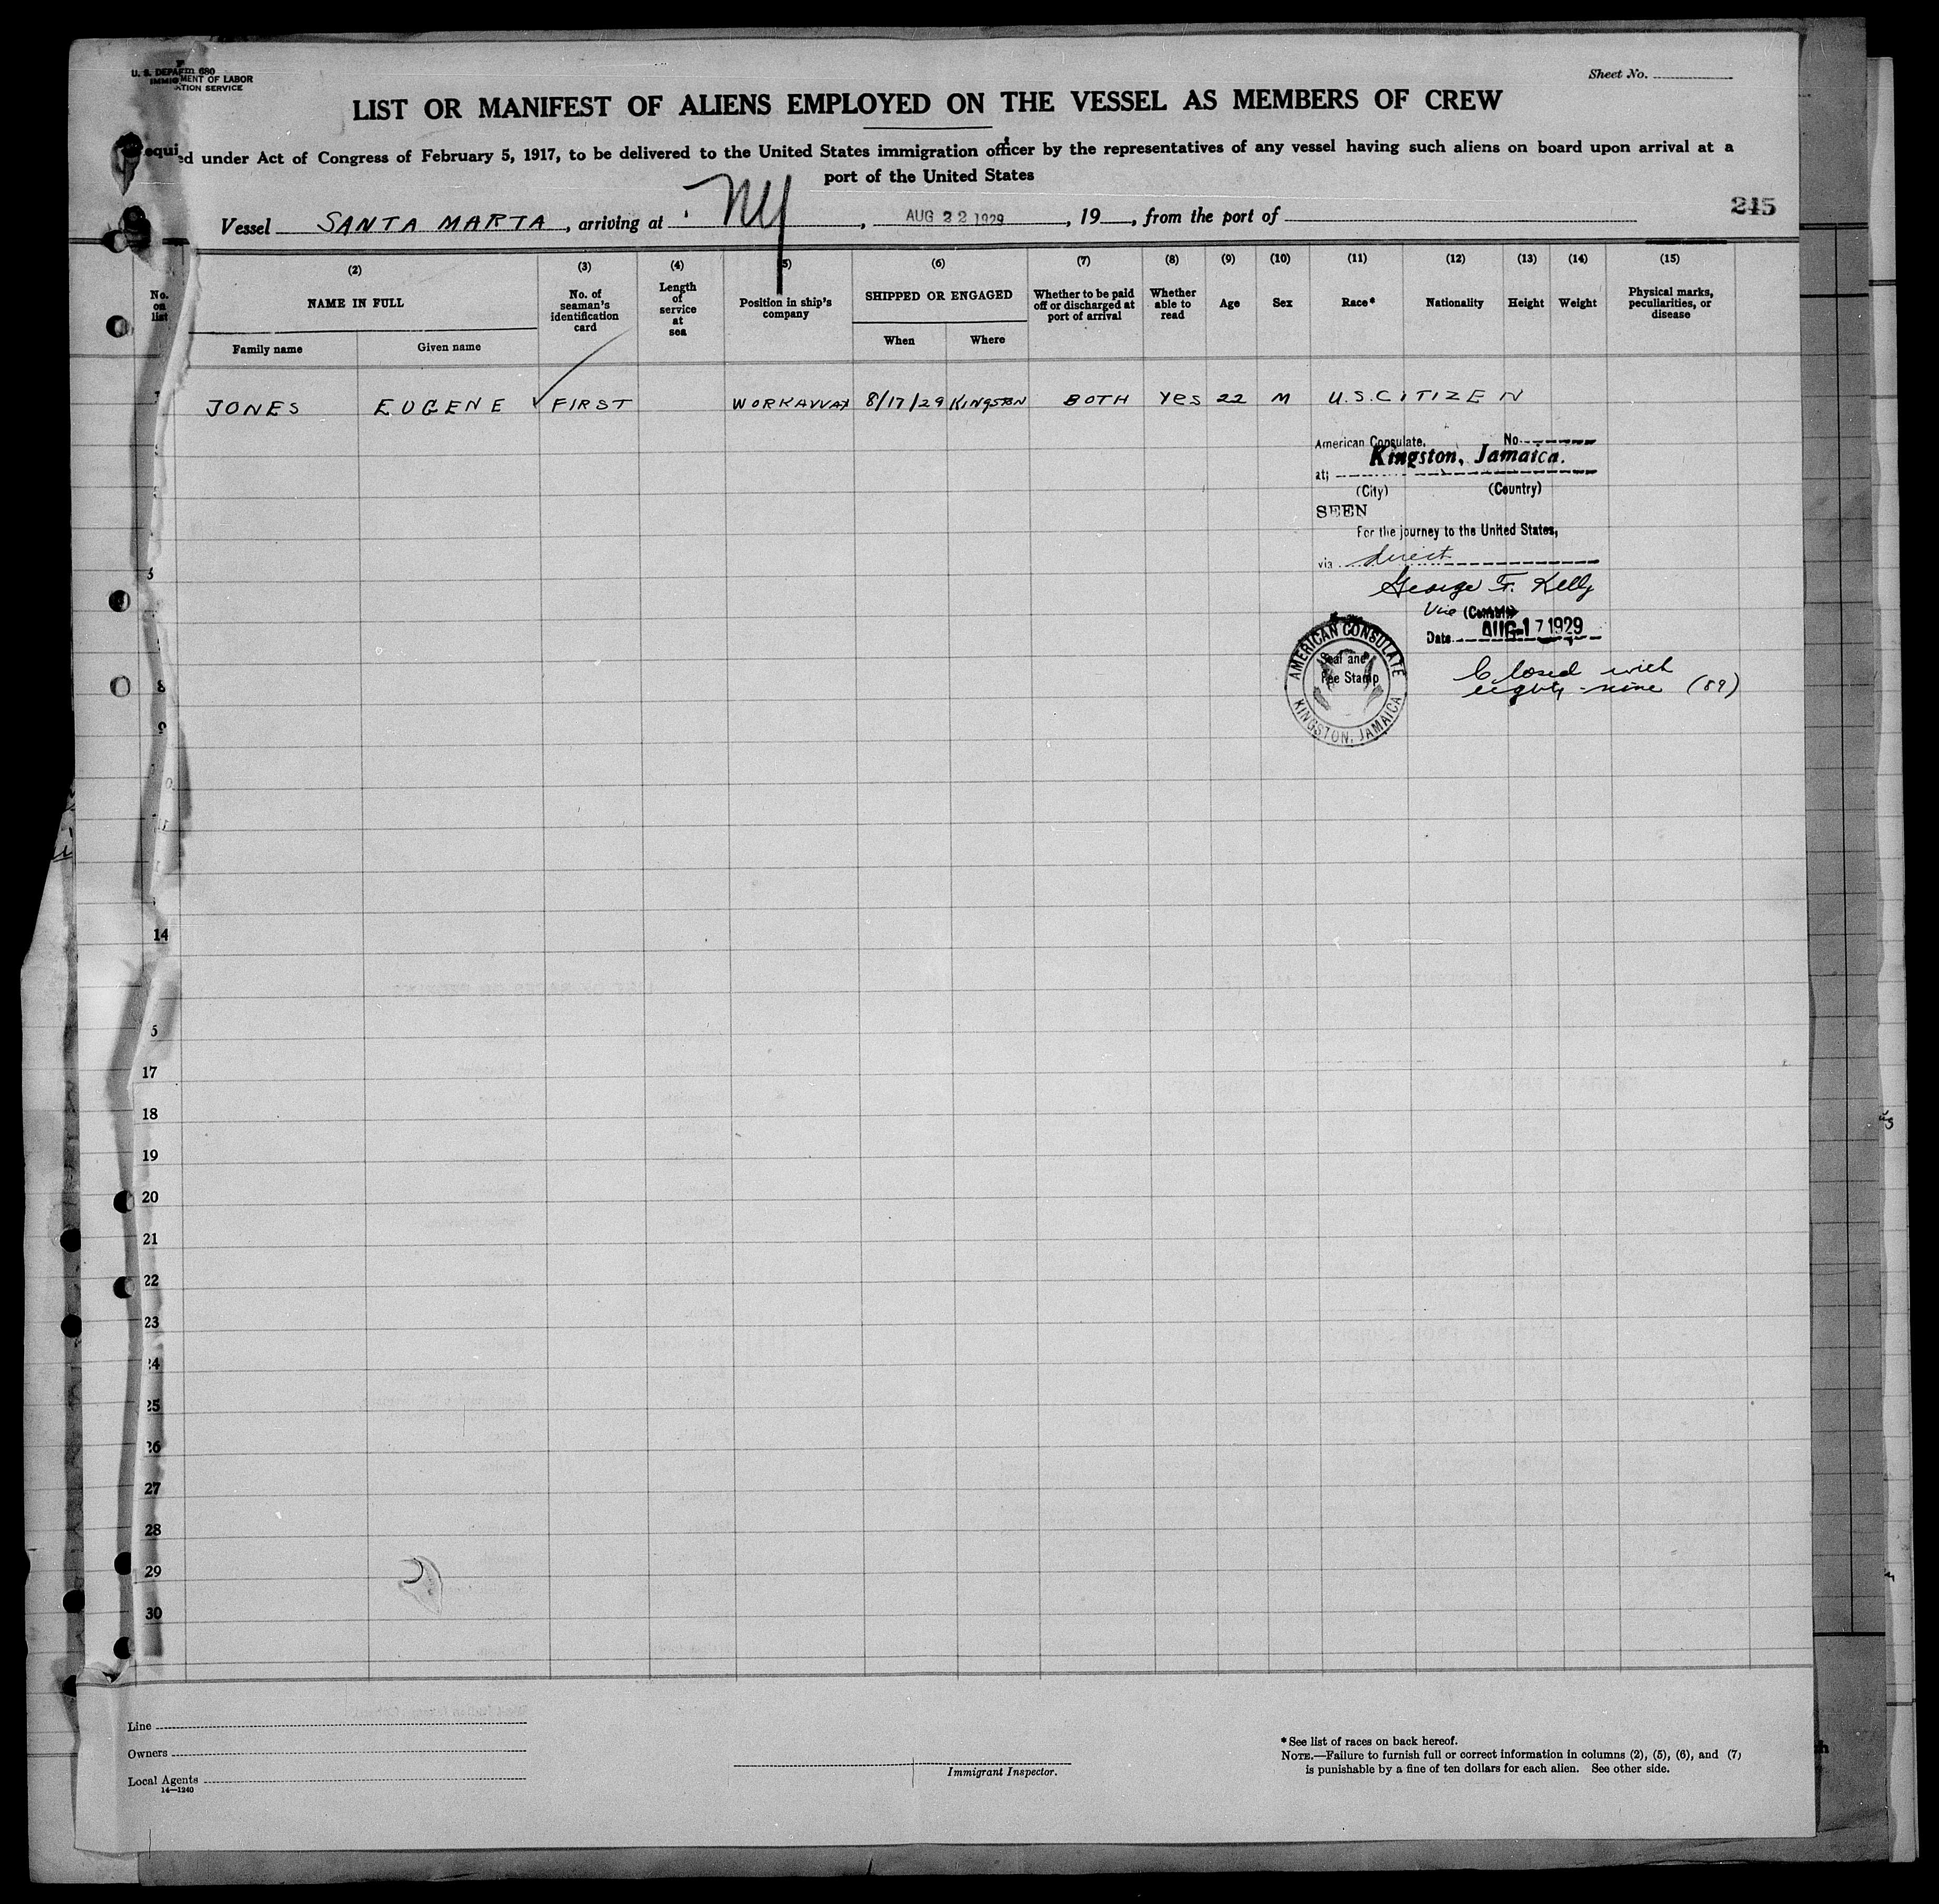 U. S. DEPARTMENT OF LABOR
IMMIGRATION SERVICE
Sheet No.
LIST OR MANIFEST OF ALIENS EMPLOYED ON THE VESSEL AS MEMBERS OF CREW
equi ed under Act of Congress of February 5, 1917, to be delivered to the United States immigration officer by the representatives of any vessel having such aliens on board upon arrival at a
port of the United States
245
Vessel SANTA MARTA, arriving at NY, AUG 22 1929, 19, from the port of
(2) (3) (4) (5) (6) (7) (8) (9) (10) (11) (12) (13) (14) (15)
No. on list
NAME IN FULL
Family name
Given name
No. of seaman's identification card
Length of service at sea
Position in ship's company
SHIPPED OR ENGAGED
When
Where
Whether to be paid off or discharged at port of arrival
Whether able to read
Age
Sex
Race*
Nationality
Height
Weight
Physical marks, peculiarities, or disease
JONES EUGENE FIRST WORKAWAY 8/17/29 KINGSTON BOTH Yes 22 M U.S. CITIZEN
American Consulate, No.
Kingston, Jamaica.
at;
(City) (Country)
SEEN
For the journey to the United States,
via direct
George F. Kelly
Vice (Consul)
Date AUG 17 1929
AMERICAN CONSULATE
Seal and
Fee Stamp
KINGSTON, JAMAICA
Closed with
eighty-nine (89)
8
9
14
17
18
19
20
21
22
23
24
25
26
27
28
29
30
Line
Owners
Local Agents
14—1240
Immigrant Inspector.
*See list of races on back hereof.
NOTE.—Failure to furnish full or correct information in columns (2), (5), (6), and (7)
is punishable by a fine of ten dollars for each alien. See other side.